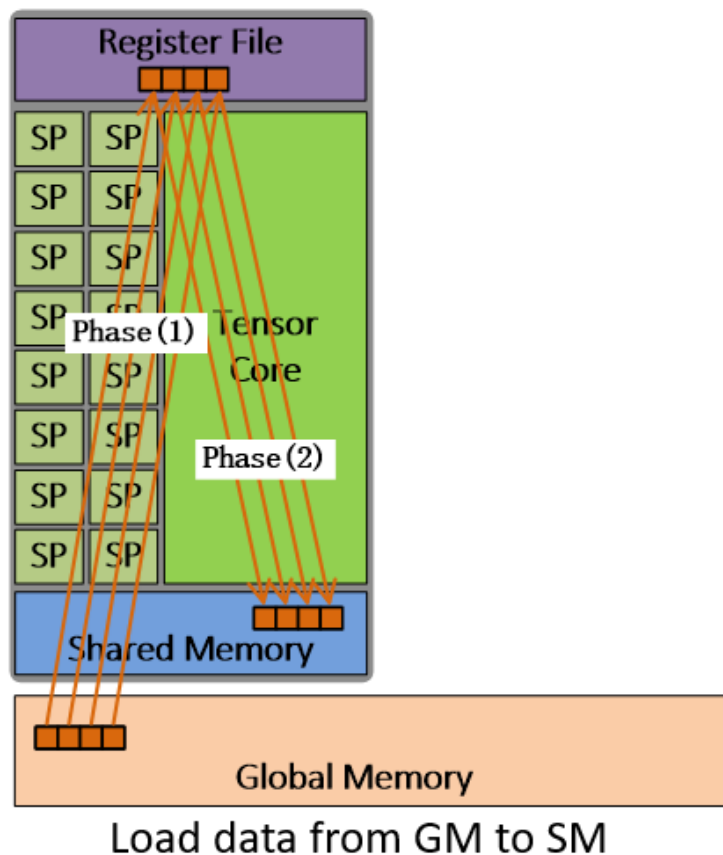 Register File
SP SP
SP SP
SP SP
SP SP
Phase(1)
Tensor
Core
SP SP
SP SP
Phase(2)
SP SP
SP SP
Shared Memory
Global Memory
Load data from GM to SM